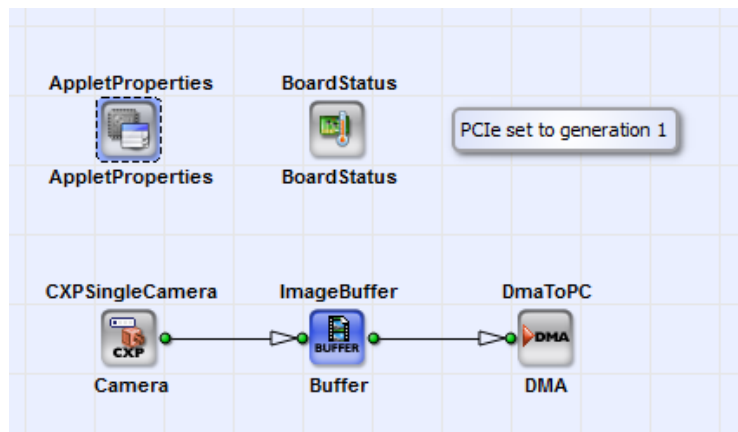 AppletProperties
BoardStatus
PCIe set to generation 1
AppletProperties
BoardStatus
CXPSingleCamera
ImageBuffer
DmaToPC
CXP
BUFFER
DMA
Camera
Buffer
DMA